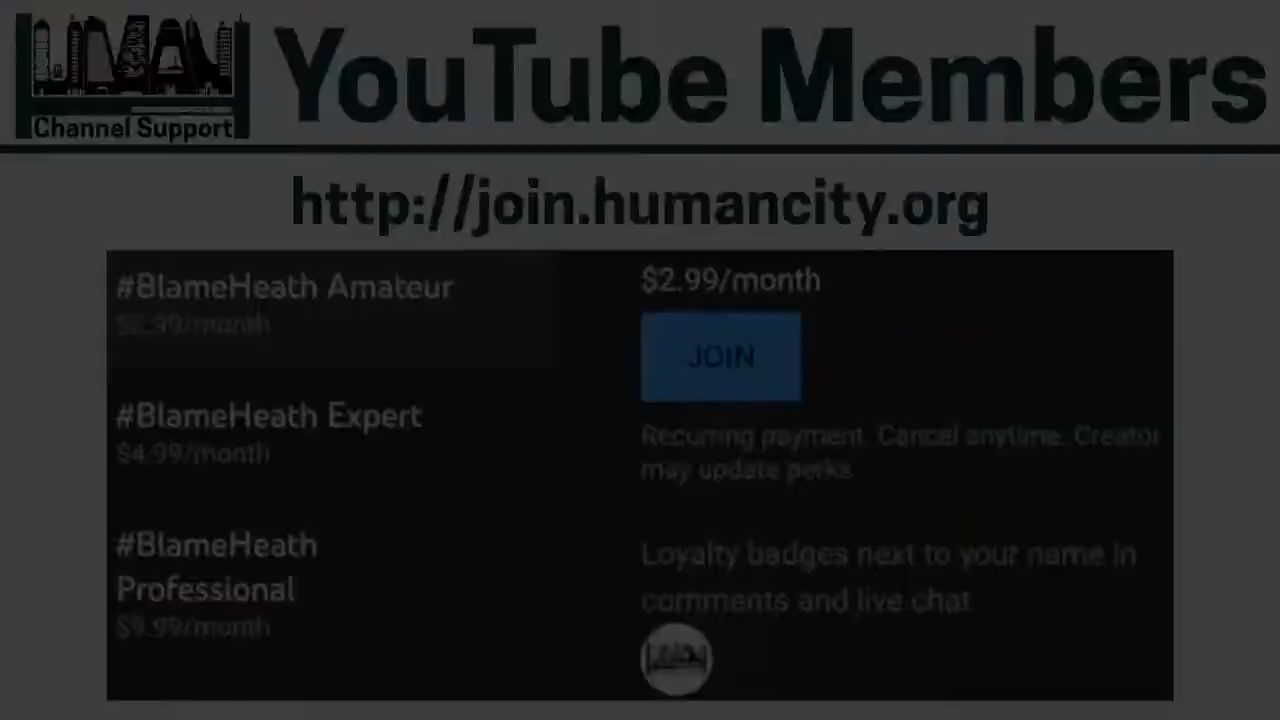 YouTube Members
Channel Support
http://join.humancity.org
#BlameHeath Amateur
$2.99/month
#BlameHeath Expert
$4.99/month
#BlameHeath
Professional
$9.99/month
$2.99/month
JOIN
Recurring payment. Cancel anytime. Creator
may update perks.
Loyalty badges next to your name in
comments and live chat